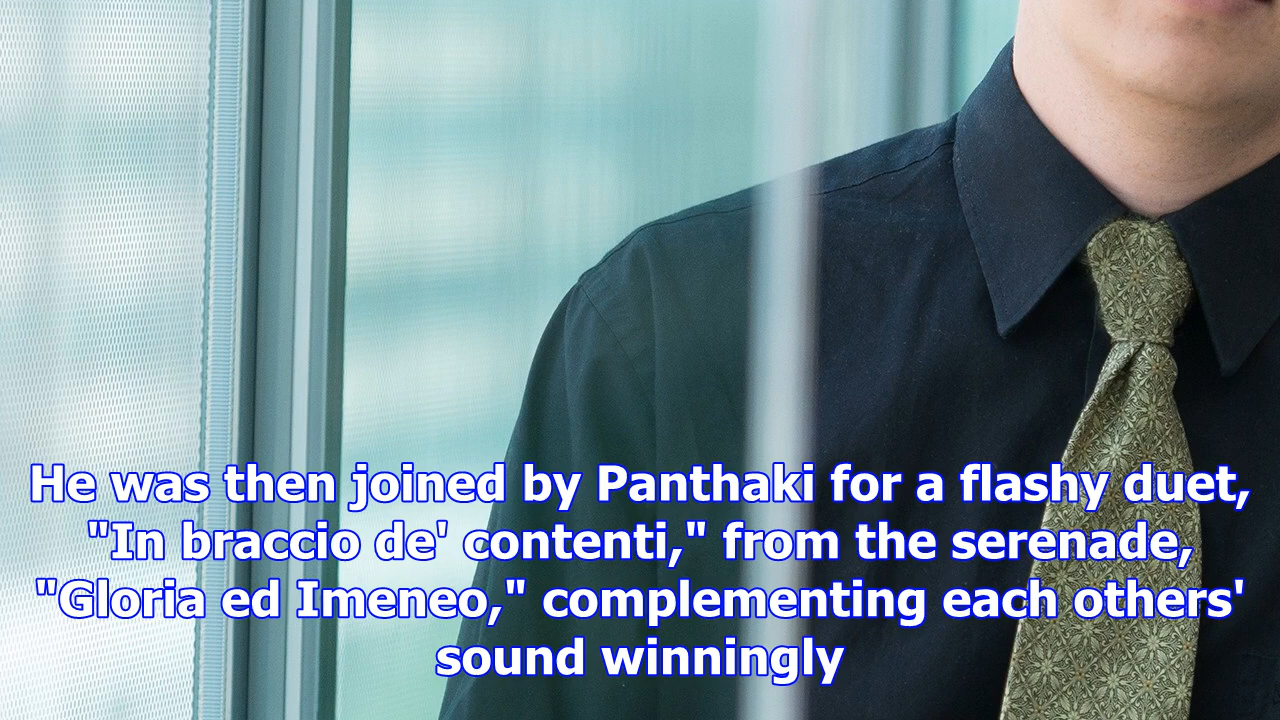 He was then joined by Panthaki for a flashy duet,
"In braccio de' contenti," from the serenade,
"Gloria ed Imeneo," complementing each others'
sound winningly